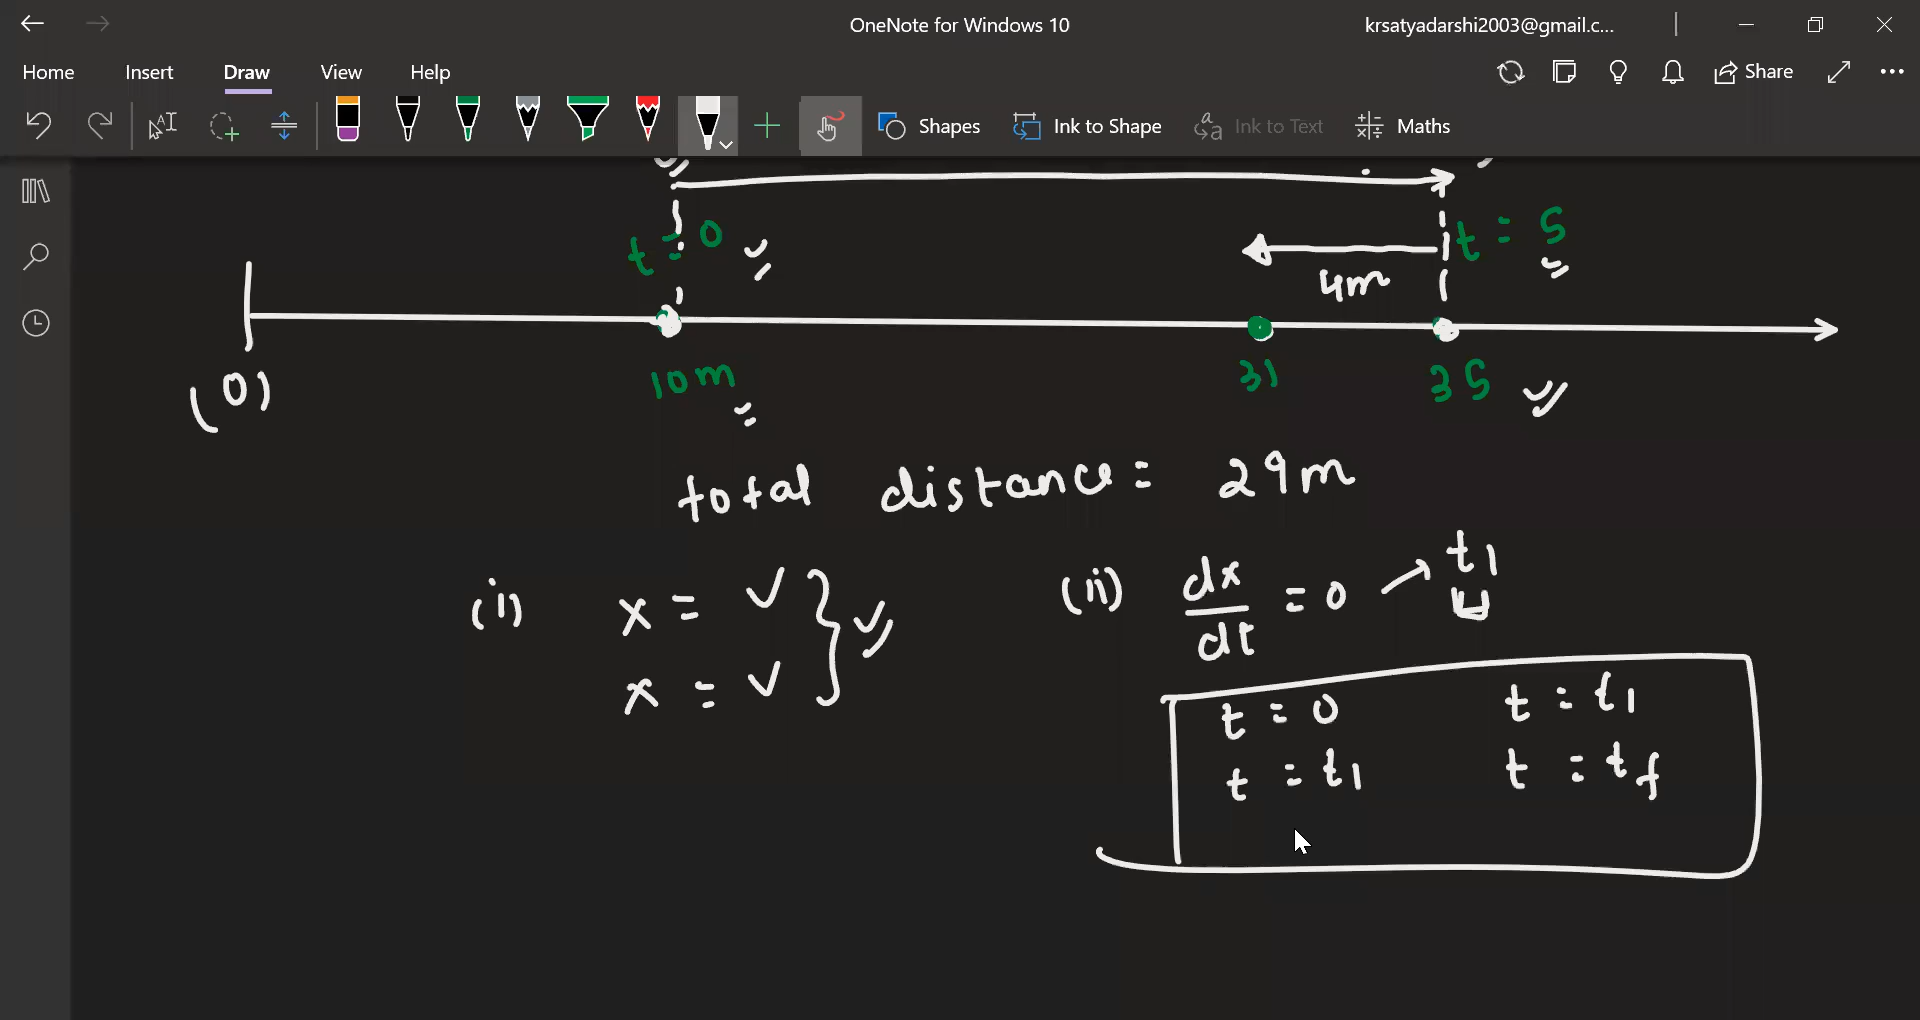 OneNote for Windows 10
krsatyadarshi2003@gmail.c...
Home Insert Draw View Help
Share
Shapes Ink to Shape Ink to Text Maths
t = 0
t = 5
4m
(0)
10m
31
35
total distance = 29m
(i) x =
x =
(ii) dx/dt = 0 → t1
t = 0 t = t1
t = t1 t = tf